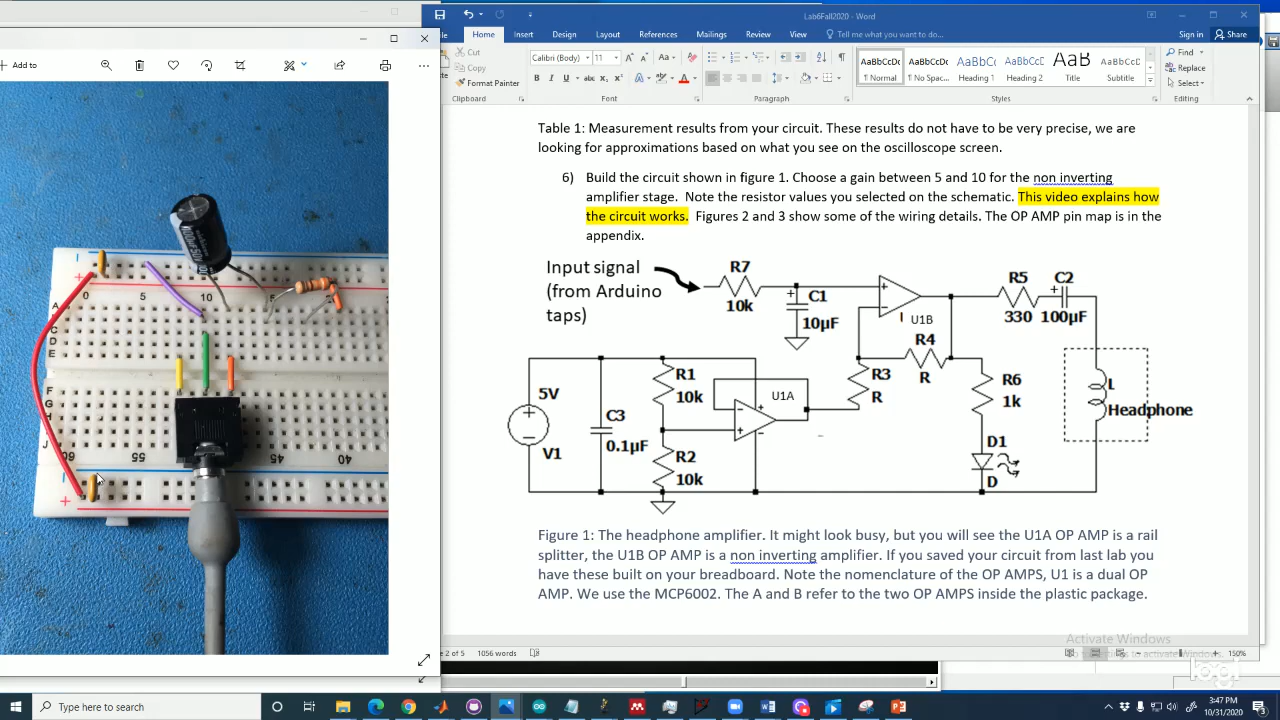 Lab6Fall2020 - Word
Home Insert Design Layout References Mailings Review View Tell me what you want to do... Sign in Share
Add to
Cut
Copy
Format Painter
Clipboard
Calibri (Body) 11
Font
Paragraph
AaBbCcDc AaBbCcDc AaBbCc AaBbCcC AaB AaBbCcC
¶ Normal ¶ No Spac... Heading 1 Heading 2 Title Subtitle
Styles
Find
Replace
Select
Editing
Table 1: Measurement results from your circuit. These results do not have to be very precise, we are
looking for approximations based on what you see on the oscilloscope screen.
6) Build the circuit shown in figure 1. Choose a gain between 5 and 10 for the non inverting
amplifier stage. Note the resistor values you selected on the schematic. This video explains how
the circuit works. Figures 2 and 3 show some of the wiring details. The OP AMP pin map is in the
appendix.
Input signal
(from Arduino
taps)
R7
10k
C1
10µF
U1B
R5
330
C2
100µF
R4
R
R3
R
R6
1k
L
Headphone
D1
D
5V
V1
C3
0.1µF
R1
10k
R2
10k
U1A
Figure 1: The headphone amplifier. It might look busy, but you will see the U1A OP AMP is a rail
splitter, the U1B OP AMP is a non inverting amplifier. If you saved your circuit from last lab you
have these built on your breadboard. Note the nomenclature of the OP AMPS, U1 is a dual OP
AMP. We use the MCP6002. The A and B refer to the two OP AMPS inside the plastic package.
Activate Windows
2 of 5 1056 words 150%
Type here to search
3:47 PM
10/31/2020